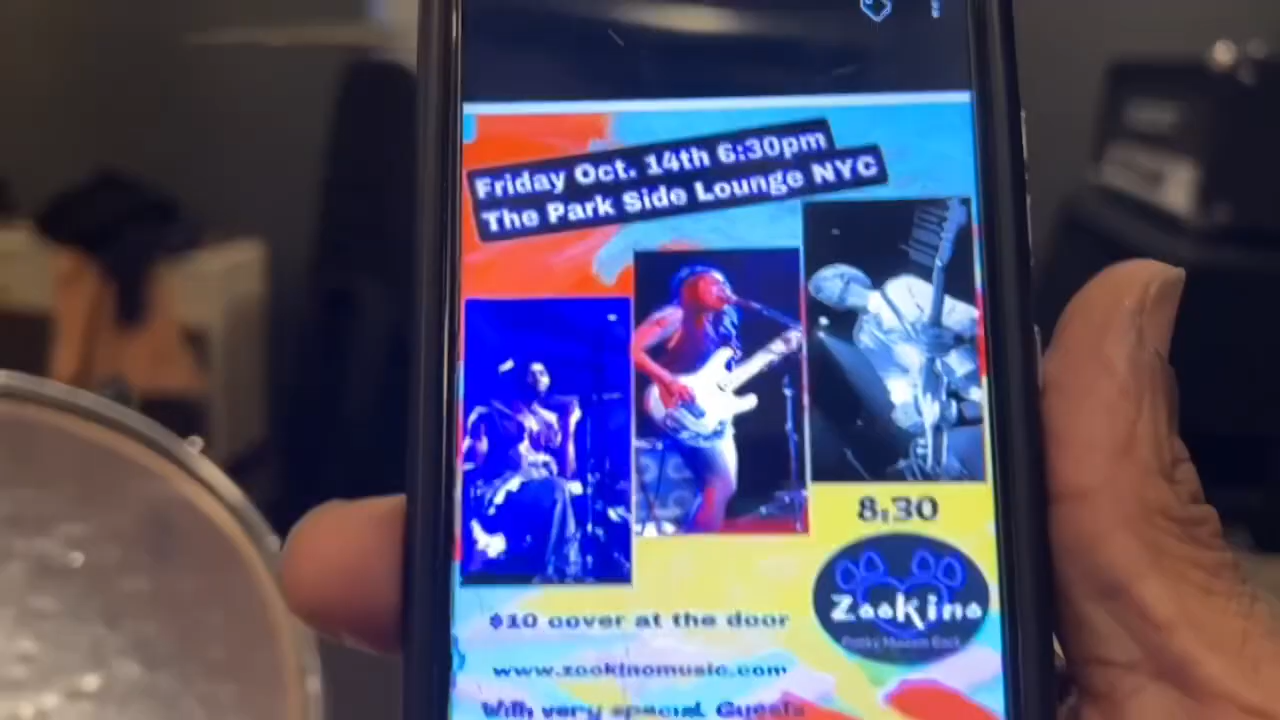 Friday Oct. 14th 6:30pm
The Park Side Lounge NYC
8:30
ZooKino
$10 cover at the door
www.zookinomusic.com
With very special Guests